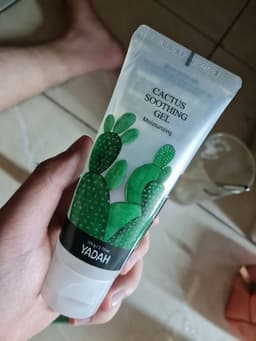 CACTUS
SOOTHING
GEL
Moisturizing
YADAH